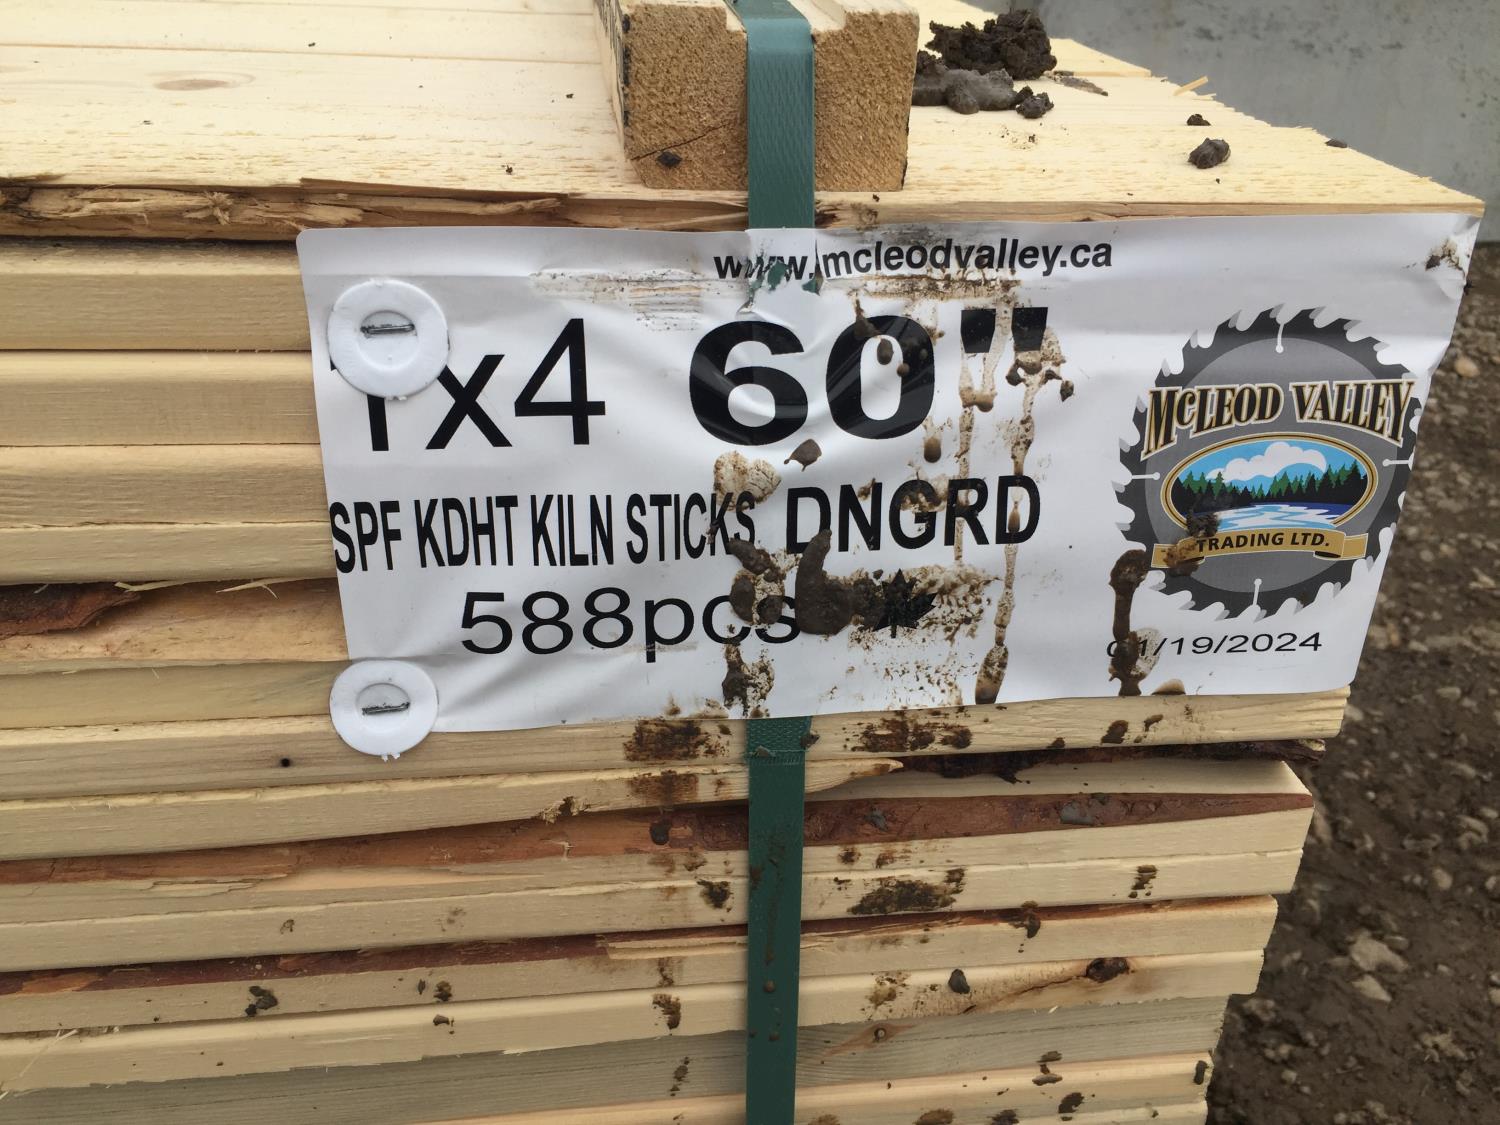 www.mcleodvalley.ca
1x4 60"
SPF KDHT KILN STICKS DNGRD
588pcs
McLEOD VALLEY
TRADING LTD.
01/19/2024